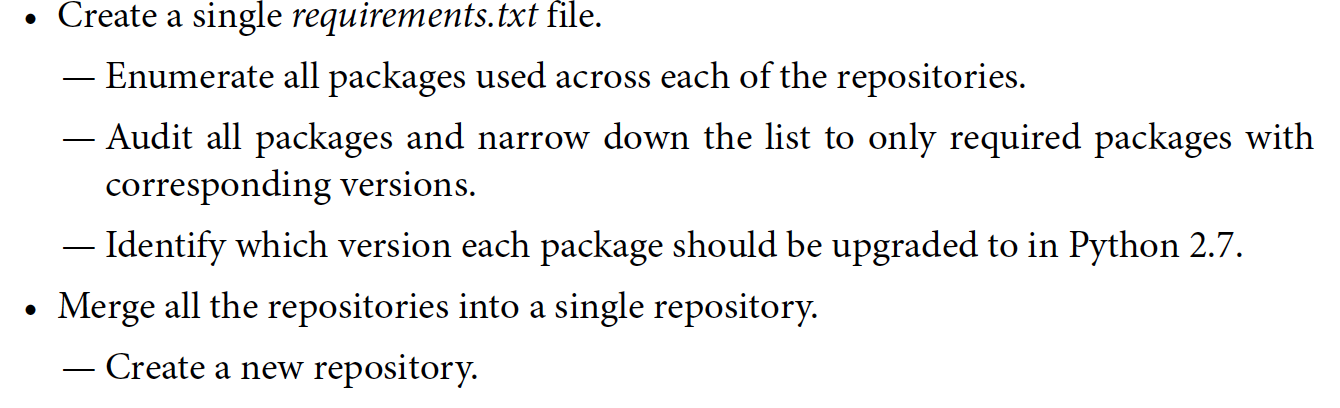 • Create a single requirements.txt file.
— Enumerate all packages used across each of the repositories.
— Audit all packages and narrow down the list to only required packages with
corresponding versions.
— Identify which version each package should be upgraded to in Python 2.7.
• Merge all the repositories into a single repository.
— Create a new repository.